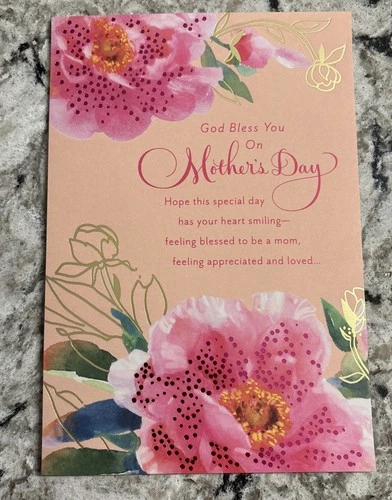 God Bless You
On
Mother's Day
Hope this special day
has your heart smiling—
feeling blessed to be a mom,
feeling appreciated and loved...